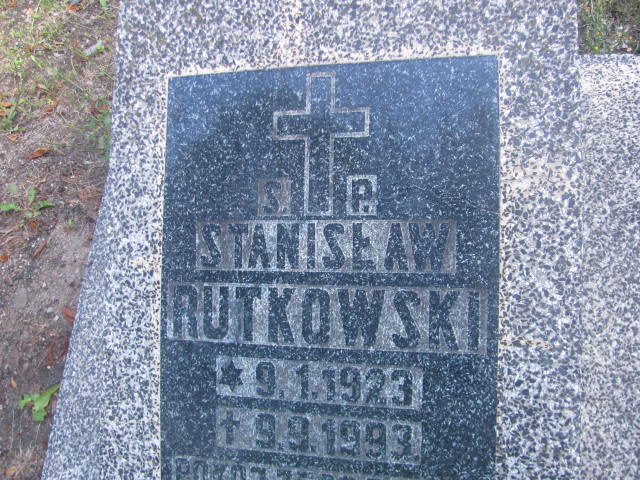 Ś. P.
STANISŁAW
RUTKOWSKI
★ 9.1.1923
✝ 9.9.1993